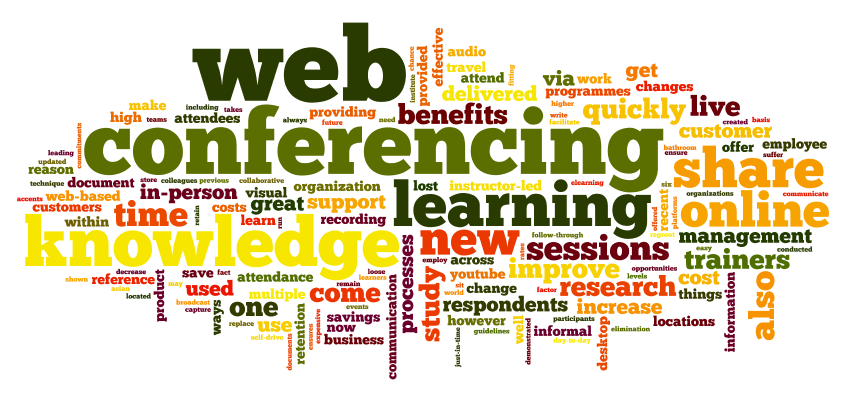 web
chance
institute
provided
effective
audio
travel
attend
fitting
delivered
via
work
programmes
get
changes
make
including
takes
high
teams
attendees
always
providing
future
need
benefits
higher
write
facilitate
quickly
live
created
basis
customer
conferencing
commitments
leading
updated
reason
bathroom
ensure
offer
employee
suffer
share
technique
document
store
colleagues
previous
collaborative
accents
web-based
in-person
visual
organization
lost
instructor-led
elearning
six
organizations
communicate
customers
time
retain
costs
great
support
learning
offered
recent
platforms
online
within
learn
run
recording
knowledge
new
rates
follow-through
sessions
regions
management
easy
conducted
trainers
processes
employ
across
youtube
improve
opportunities
levels
cost
shown
decrease
reference
asian
located
product
save
fact
may
used
attendance
loose
learners
remain
communication
study
sit
world
change
factor
research
things
information
also
broadcast
capture
ways
one
multiple
come
events
respondents
increase
replace
use
self-drive
documents
retention
ensures
expensive
savings
now
business
however
guidelines
just-in-time
well
demonstrated
participants
informal
day-to-day
desktop
elimination
locations